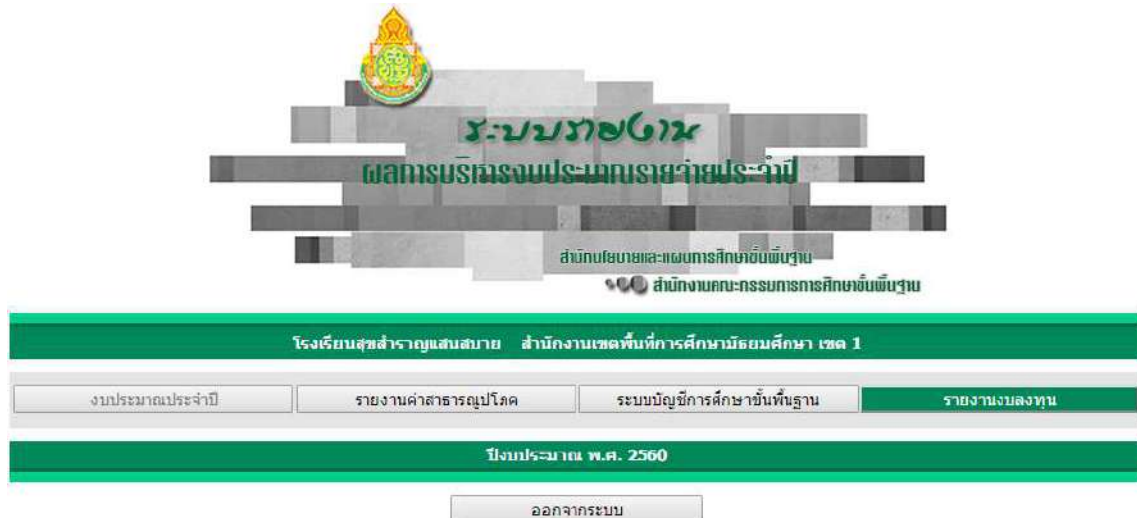 ระบบรายงาน
ผลการบริหารงบประมาณรายจ่ายประจำปี
สำนักนโยบายและแผนการศึกษาขั้นพื้นฐาน
สำนักงานคณะกรรมการการศึกษาขั้นพื้นฐาน
โรงเรียนสุขสำราญแสนสบาย สำนักงานเขตพื้นที่การศึกษามัธยมศึกษา เขต 1
งบประมาณประจำปี รายงานค่าสาธารณูปโภค ระบบบัญชีการศึกษาขั้นพื้นฐาน รายงานงบลงทุน
ปีงบประมาณ พ.ศ. 2560
ออกจากระบบ